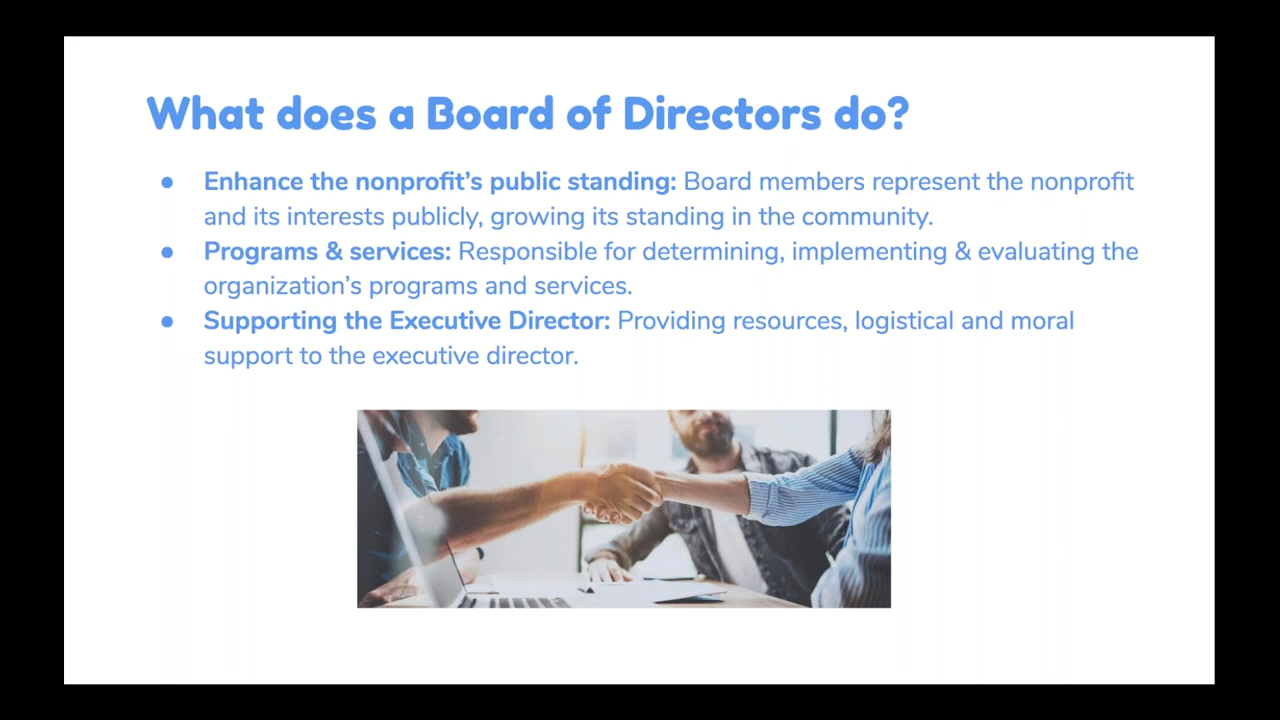 What does a Board of Directors do?
● Enhance the nonprofit’s public standing: Board members represent the nonprofit
and its interests publicly, growing its standing in the community.
● Programs & services: Responsible for determining, implementing & evaluating the
organization’s programs and services.
● Supporting the Executive Director: Providing resources, logistical and moral
support to the executive director.